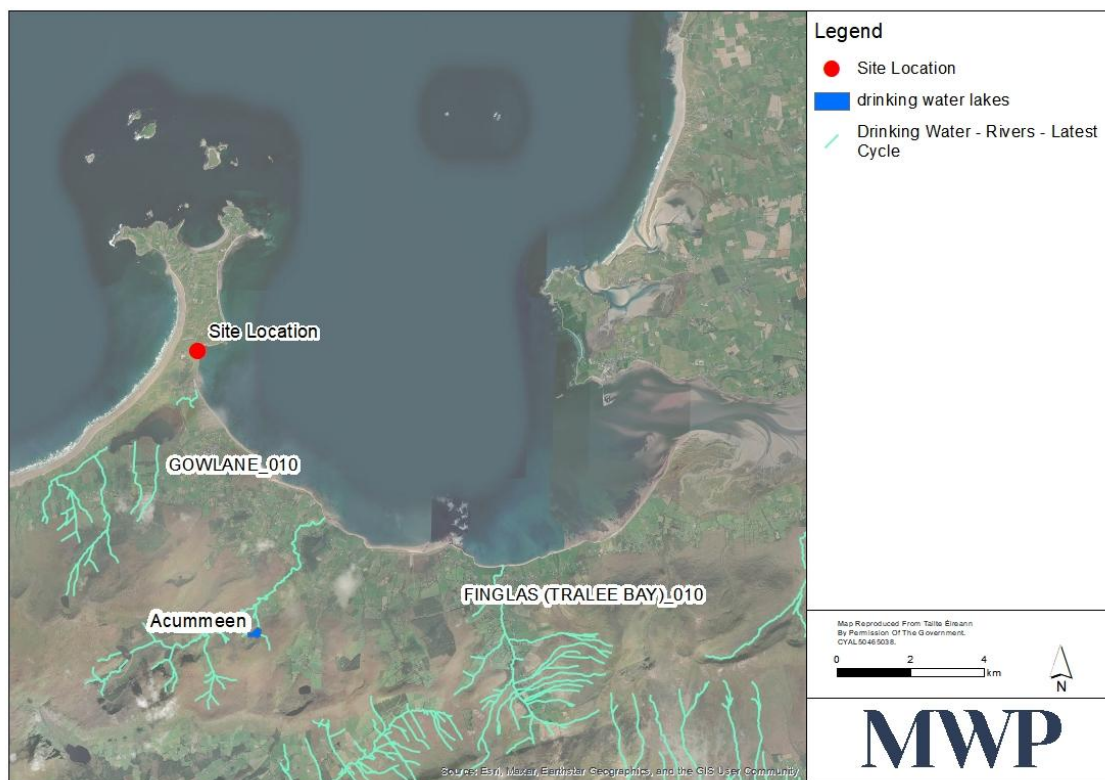 Legend
Site Location
drinking water lakes
Drinking Water - Rivers - Latest
Cycle
Site Location
GOWLANE_010
FINGLAS (TRALEE BAY)_010
Acummeen
Map Reproduced From Tailte Éireann
By Permission Of The Government.
CYAL50465038.
0 2 4
km
N
Source: Esri, Maxar, Earthstar Geographics, and the GIS User Community
MWP